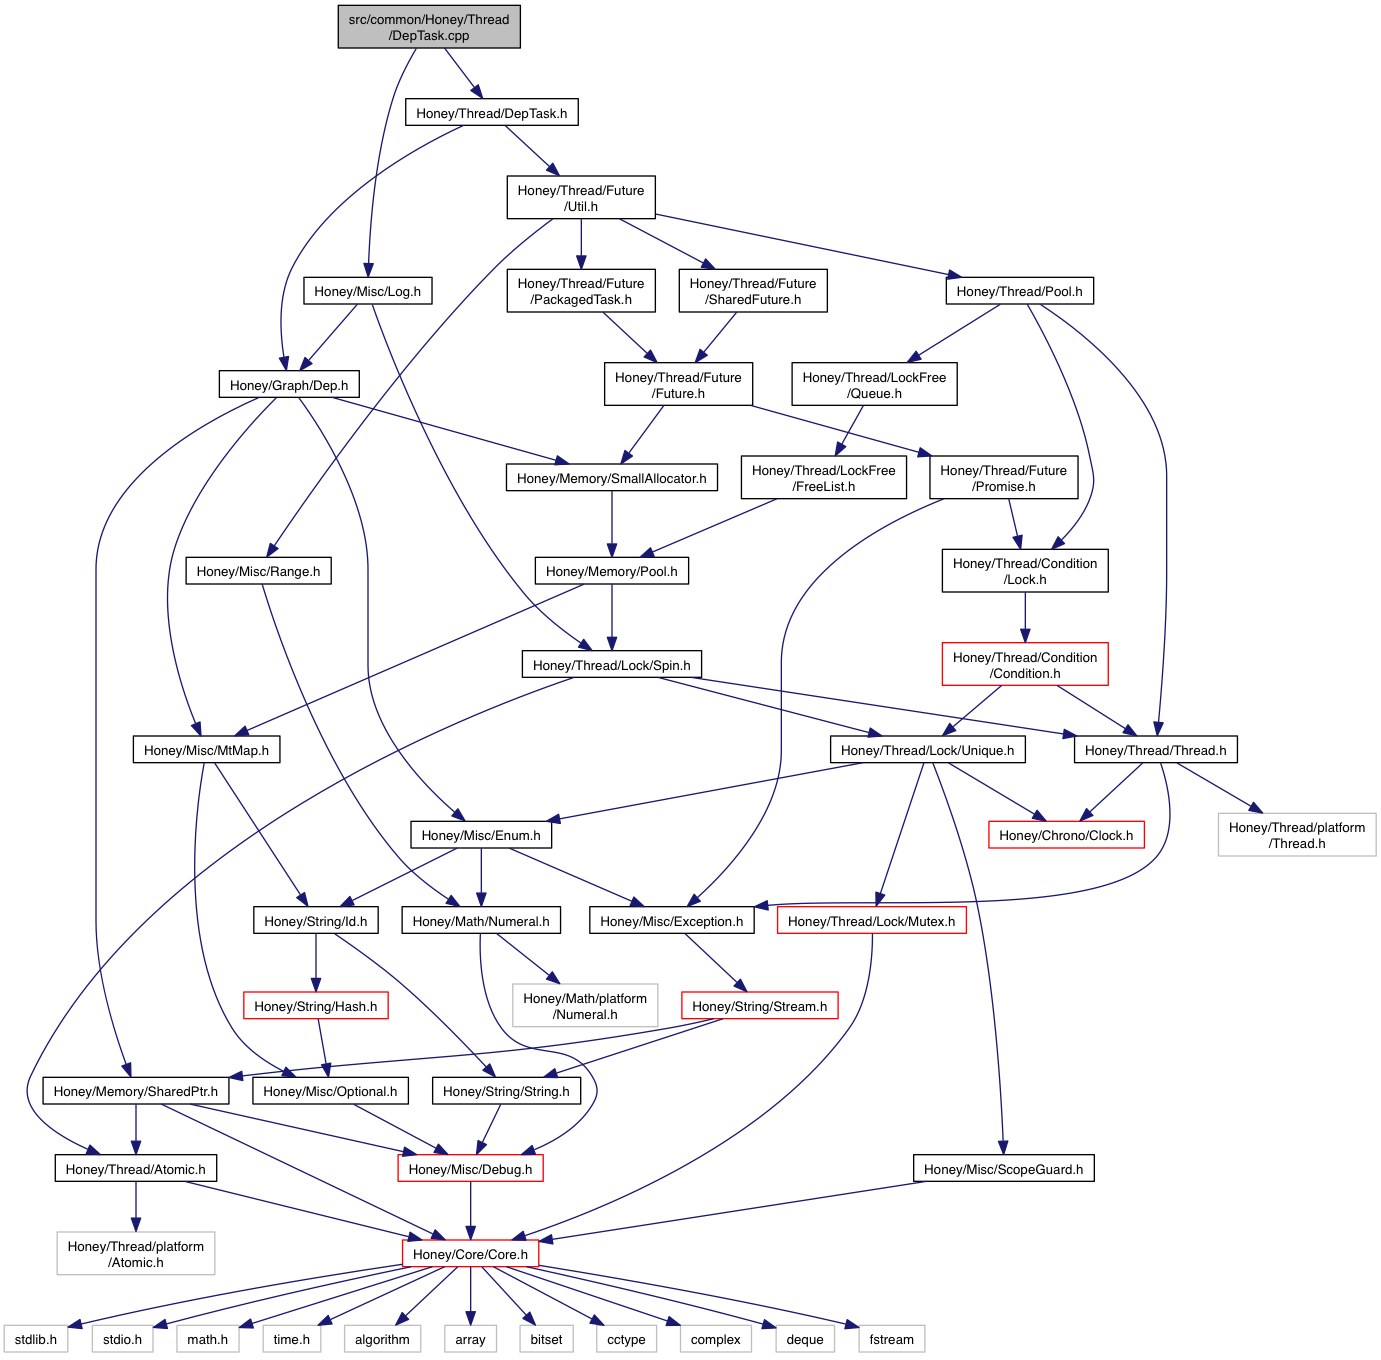 src/common/Honey/Thread
/DepTask.cpp
Honey/Thread/DepTask.h
Honey/Thread/Future
/Util.h
Honey/Misc/Log.h
Honey/Thread/Future
/PackagedTask.h
Honey/Thread/Future
/SharedFuture.h
Honey/Thread/Pool.h
Honey/Graph/Dep.h
Honey/Thread/Future
/Future.h
Honey/Thread/LockFree
/Queue.h
Honey/Memory/SmallAllocator.h
Honey/Thread/LockFree
/FreeList.h
Honey/Thread/Future
/Promise.h
Honey/Misc/Range.h
Honey/Memory/Pool.h
Honey/Thread/Condition
/Lock.h
Honey/Thread/Lock/Spin.h
Honey/Thread/Condition
/Condition.h
Honey/Misc/MtMap.h
Honey/Thread/Lock/Unique.h
Honey/Thread/Thread.h
Honey/Misc/Enum.h
Honey/Chrono/Clock.h
Honey/Thread/platform
/Thread.h
Honey/String/Id.h
Honey/Math/Numeral.h
Honey/Misc/Exception.h
Honey/Thread/Lock/Mutex.h
Honey/String/Hash.h
Honey/Math/platform
/Numeral.h
Honey/String/Stream.h
Honey/Memory/SharedPtr.h
Honey/Misc/Optional.h
Honey/String/String.h
Honey/Thread/Atomic.h
Honey/Misc/Debug.h
Honey/Misc/ScopeGuard.h
Honey/Thread/platform
/Atomic.h
Honey/Core/Core.h
stdlib.h
stdio.h
math.h
time.h
algorithm
array
bitset
cctype
complex
deque
fstream